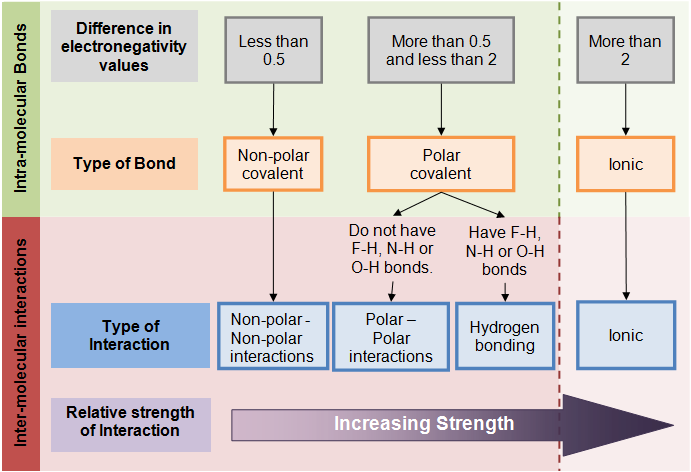 Intra-molecular Bonds
Difference in
electronegativity
values
Less than
0.5
More than 0.5
and less than 2
More than
2
Type of Bond
Non-polar
covalent
Polar
covalent
Ionic
Inter-molecular interactions
Do not have
F-H, N-H or
O-H bonds.
Have F-H,
N-H or O-H
bonds
Type of
Interaction
Non-polar -
Non-polar
interactions
Polar –
Polar
interactions
Hydrogen
bonding
Ionic
Relative strength
of Interaction
Increasing Strength